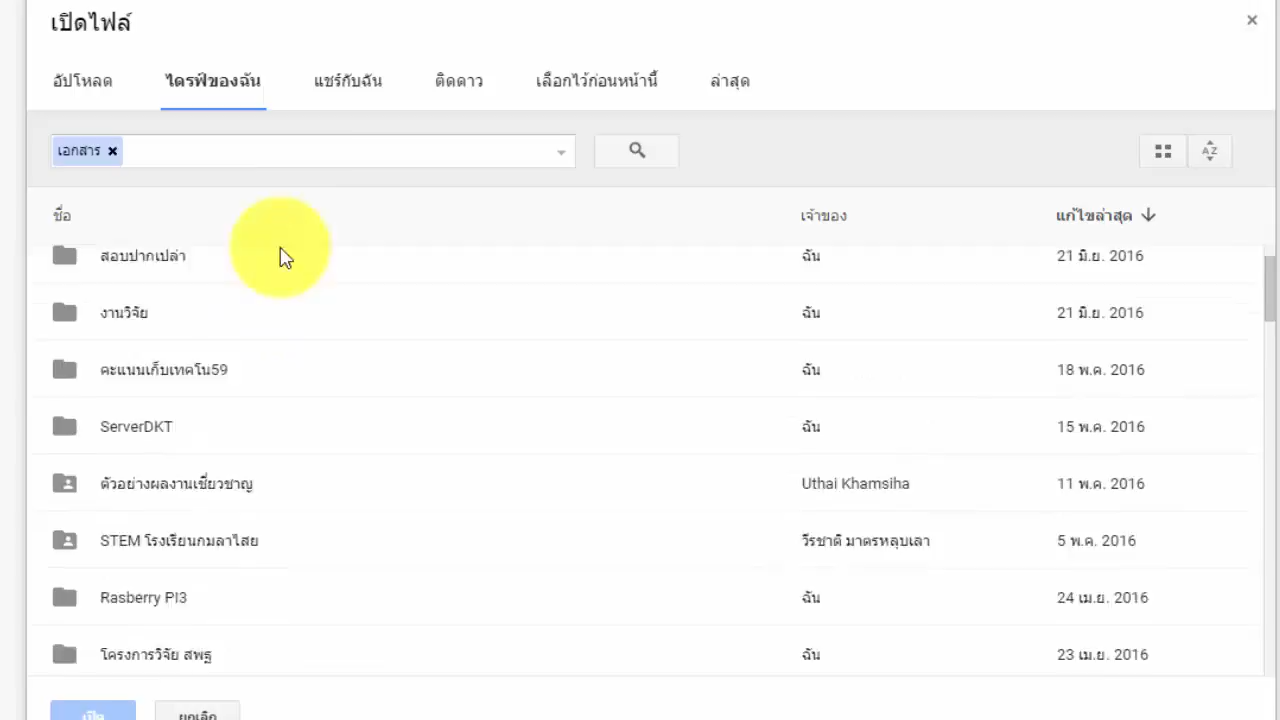 เปิดไฟล์ ×
อัปโหลด ไดรฟ์ของฉัน แชร์กับฉัน ติดดาว เลือกไว้ก่อนหน้านี้ ล่าสุด
เอกสาร × AZ
ชื่อ เจ้าของ แก้ไขล่าสุด
สอบปากเปล่า ฉัน 21 มิ.ย. 2016
งานวิจัย ฉัน 21 มิ.ย. 2016
คะแนนเก็บเทคโน59 ฉัน 18 พ.ค. 2016
ServerDKT ฉัน 15 พ.ค. 2016
ตัวอย่างผลงานเชี่ยวชาญ Uthai Khamsiha 11 พ.ค. 2016
STEM โรงเรียนกมลาไสย วีรชาติ มาตรหลุบเลา 5 พ.ค. 2016
Rasberry PI3 ฉัน 24 เม.ย. 2016
โครงการวิจัย สพฐ ฉัน 23 เม.ย. 2016
เปิด ยกเลิก